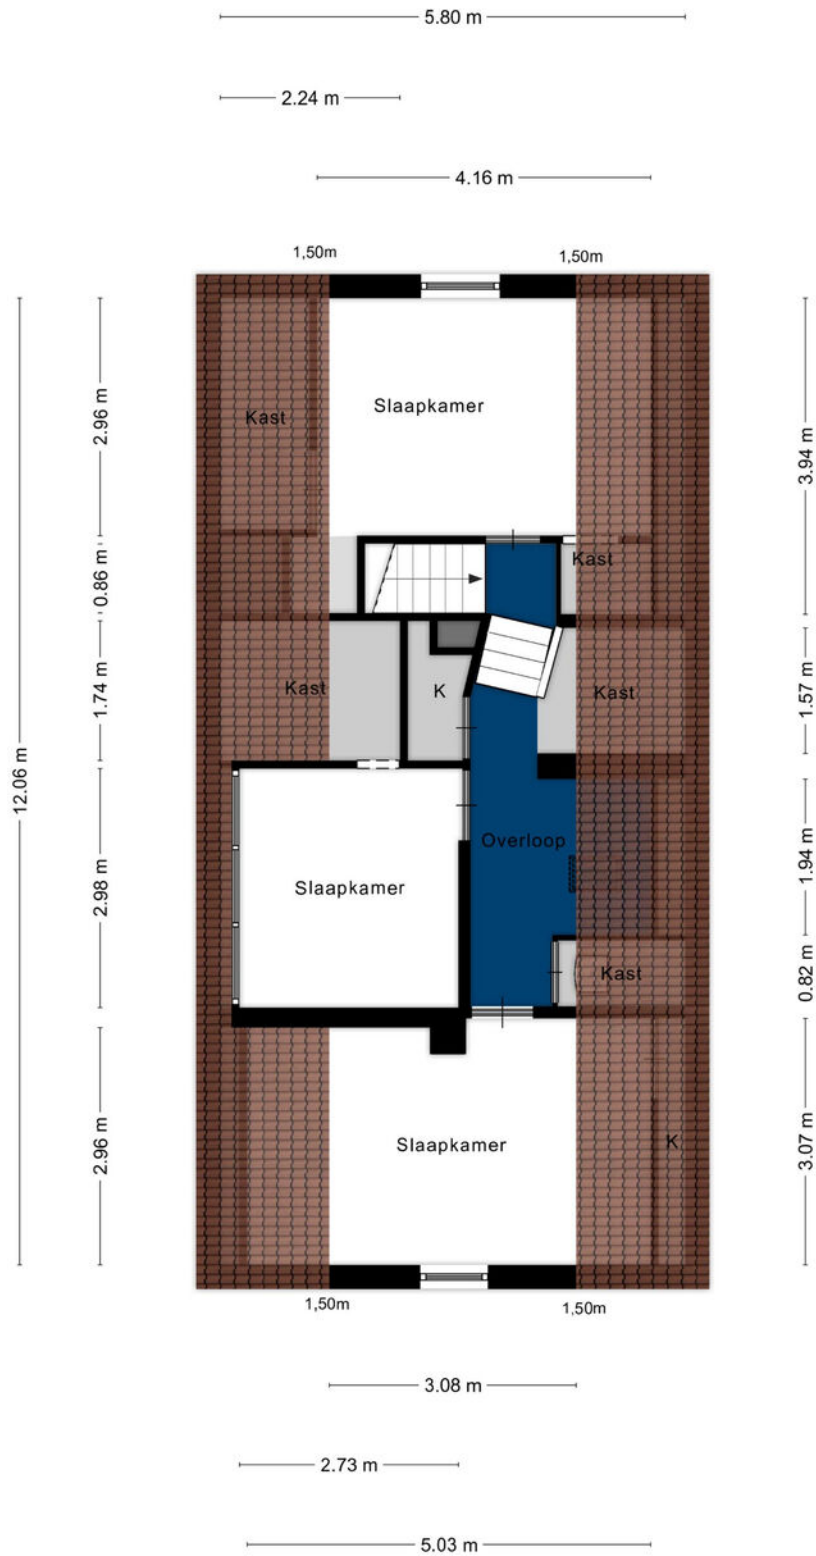 5.80 m
2.24 m
4.16 m
1,50m
1,50m
Kast
Slaapkamer
2.96 m
3.94 m
Kast
0.86 m
Kast
K
Kast
1.74 m
1.57 m
12.06 m
Overloop
Slaapkamer
2.98 m
1.94 m
Kast
0.82 m
Slaapkamer
K
2.96 m
3.07 m
1,50m
1,50m
3.08 m
2.73 m
5.03 m